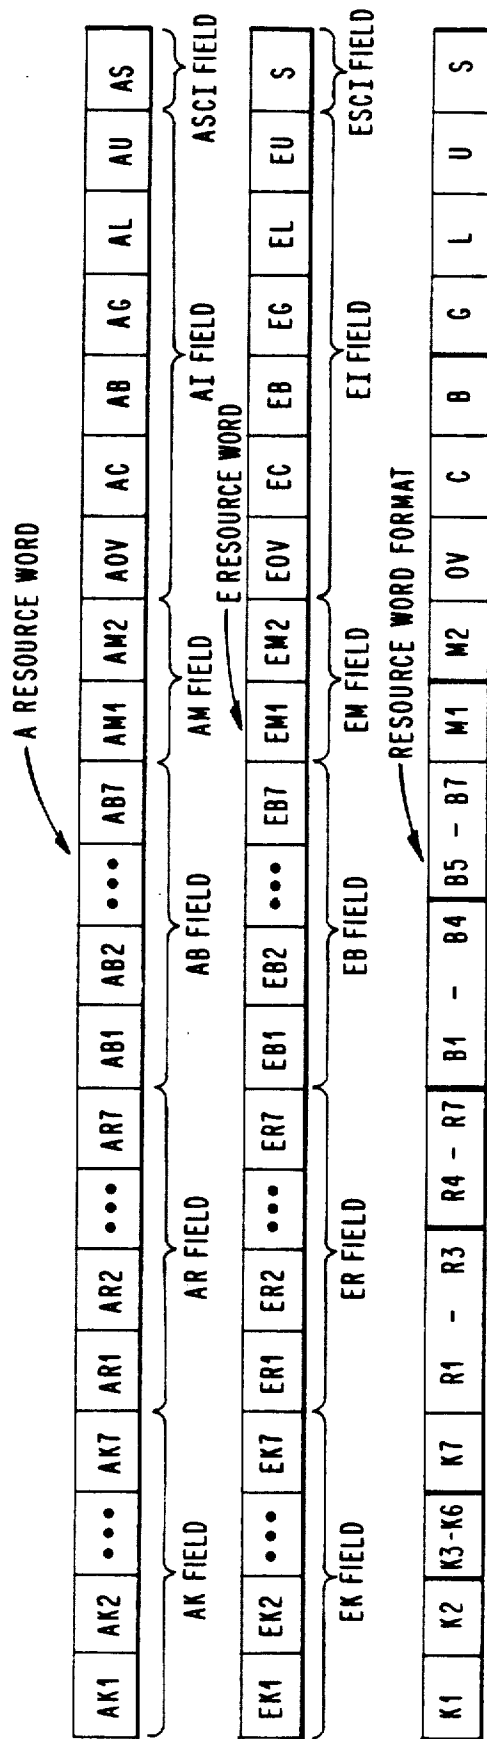 A RESOURCE WORD
AK1 AK2 ••• AK7 AR1 AR2 ••• AR7 AB1 AB2 ••• AB7 AM1 AM2 AOV AC AB AG AL AU AS
AK FIELD AR FIELD AB FIELD AM FIELD AI FIELD ASCI FIELD
E RESOURCE WORD
EK1 EK2 ••• EK7 ER1 ER2 ••• ER7 EB1 EB2 ••• EB7 EM1 EM2 EOV EC EB EG EL EU S
EK FIELD ER FIELD EB FIELD EM FIELD EI FIELD ESCI FIELD
RESOURCE WORD FORMAT
K1 K2 K3-K6 K7 R1 - R3 R4 - R7 B1 - B4 B5 - B7 M1 M2 OV C B G L U S